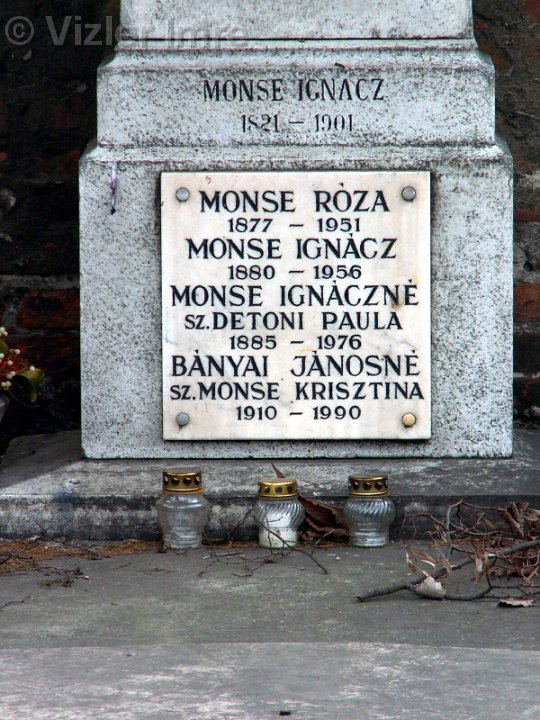 © Vizler Imre
MONSE IGNÁCZ
1821 – 1901
MONSE RÓZA
1877 – 1951
MONSE IGNÁCZ
1880 – 1956
MONSE IGNÁCZNÉ
SZ. DETONI PAULA
1885 – 1976
BÁNYAI JÁNOSNÉ
SZ. MONSE KRISZTINA
1910 – 1990